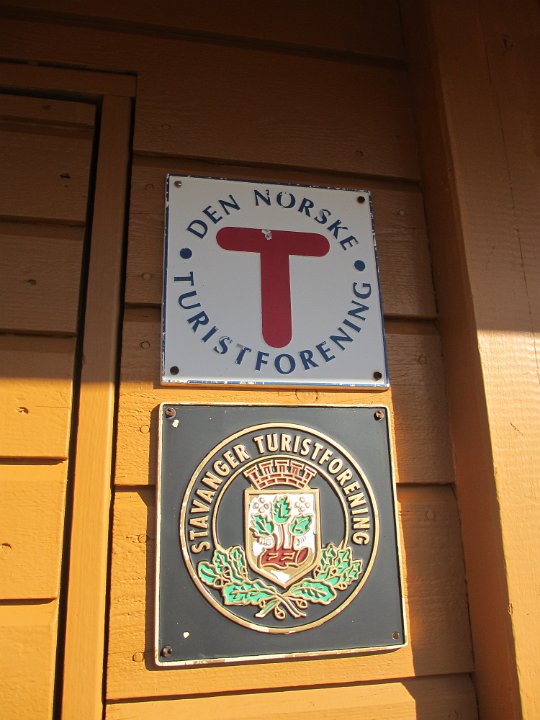 DEN NORSKE
T
TURISTFORENING
STAVANGER TURISTFORENING